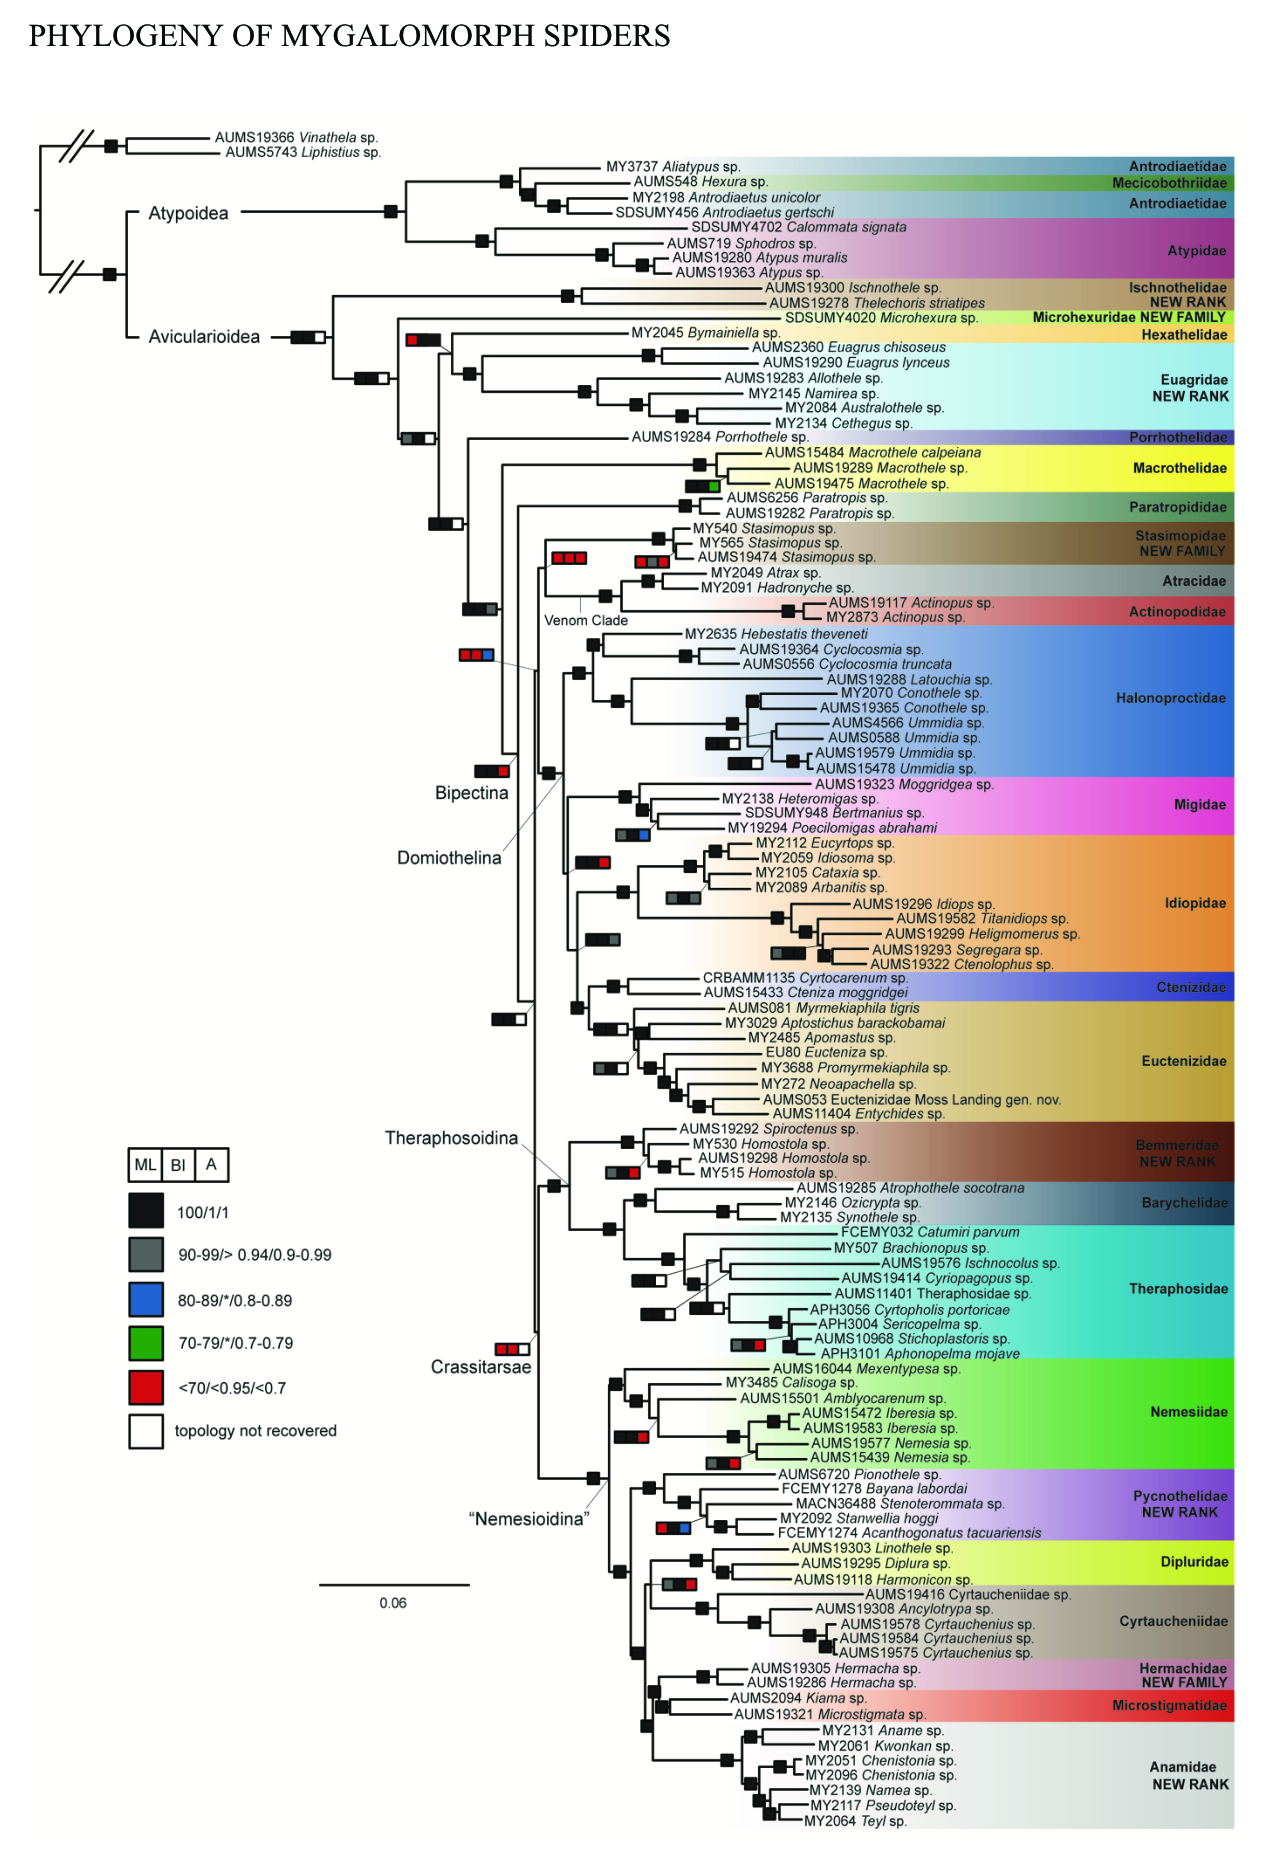 PHYLOGENY OF MYGALOMORPH SPIDERS
AUMS19366 Vinathela sp.
AUMS5743 Liphistius sp.
MY3737 Aliatypus sp.
Antrodiaetidae
AUMS548 Hexura sp.
Mecicobothriidae
MY2198 Antrodiaetus unicolor
Antrodiaetidae
SDSUMY456 Antrodiaetus gertschi
Atypoidea
SDSUMY4702 Calommata signata
AUMS719 Sphodros sp.
Atypidae
AUMS19280 Atypus muralis
AUMS19363 Atypus sp.
AUMS19300 Ischnothele sp.
Ischnothelidae
AUMS19278 Thelechoris striatipes
NEW RANK
SDSUMY4020 Microhexura sp.
Microhexuridae NEW FAMILY
Avicularioidea
MY2045 Bymainiella sp.
Hexathelidae
AUMS2360 Euagrus chisoseus
AUMS19290 Euagrus lynceus
AUMS19283 Allothele sp.
Euagridae
MY2145 Namirea sp.
NEW RANK
MY2084 Australothele sp.
MY2134 Cethegus sp.
AUMS19284 Porrhothele sp.
Porrhothelidae
AUMS15484 Macrothele calpeiana
AUMS19289 Macrothele sp.
Macrothelidae
AUMS19475 Macrothele sp.
AUMS6256 Paratropis sp.
Paratropididae
AUMS19282 Paratropis sp.
MY540 Stasimopus sp.
Stasimopidae
MY565 Stasimopus sp.
NEW FAMILY
AUMS19474 Stasimopus sp.
MY2049 Atrax sp.
Atracidae
MY2091 Hadronyche sp.
AUMS19117 Actinopus sp.
Actinopodidae
MY2873 Actinopus sp.
Venom Clade
MY2635 Hebestatis theveneti
AUMS19364 Cyclocosmia sp.
AUMS0556 Cyclocosmia truncata
AUMS19288 Latouchia sp.
MY2070 Conothele sp.
Halonoproctidae
AUMS19365 Conothele sp.
AUMS4566 Ummidia sp.
AUMS0588 Ummidia sp.
AUMS19579 Ummidia sp.
AUMS15478 Ummidia sp.
AUMS19323 Moggridgea sp.
Bipectina
MY2138 Heteromigas sp.
Migidae
SDSUMY948 Bertmanius sp.
MY19294 Poecilomigas abrahami
MY2112 Eucyrtops sp.
Domiothelina
MY2059 Idiosoma sp.
MY2105 Cataxia sp.
MY2089 Arbanitis sp.
AUMS19296 Idiops sp.
Idiopidae
AUMS19582 Titanidiops sp.
AUMS19299 Heligmomerus sp.
AUMS19293 Segregara sp.
AUMS19322 Ctenolophus sp.
CRBAMM1135 Cyrtocarenum sp.
Ctenizidae
AUMS15433 Cteniza moggridgei
AUMS081 Myrmekiaphila tigris
MY3029 Aptostichus barackobamai
MY2485 Apomastus sp.
EU80 Eucteniza sp.
Euctenizidae
MY3688 Promyrmekiaphila sp.
MY272 Neoapachella sp.
AUMS053 Euctenizidae Moss Landing gen. nov.
AUMS11404 Entychides sp.
Theraphosoidina
AUMS19292 Spiroctenus sp.
MY530 Homostola sp.
Bemmeridae
AUMS19298 Homostola sp.
NEW RANK
MY515 Homostola sp.
AUMS19285 Atrophothele socotrana
MY2146 Ozicrypta sp.
Barychelidae
MY2135 Synothele sp.
FCEMY032 Catumiri parvum
MY507 Brachionopus sp.
AUMS19576 Ischnocolus sp.
AUMS19414 Cyriopagopus sp.
Theraphosidae
AUMS11401 Theraphosidae sp.
APH3056 Cyrtopholis portoricae
APH3004 Sericopelma sp.
AUMS10968 Stichoplastoris sp.
APH3101 Aphonopelma mojave
ML BI A
100/1/1
90-99/> 0.94/0.9-0.99
80-89/*/0.8-0.89
70-79/*/0.7-0.79
<70/<0.95/<0.7
topology not recovered
Crassitarsae
AUMS16044 Mexentypesa sp.
MY3485 Calisoga sp.
AUMS15501 Amblyocarenum sp.
AUMS15472 Iberesia sp.
Nemesiidae
AUMS19583 Iberesia sp.
AUMS19577 Nemesia sp.
AUMS15439 Nemesia sp.
AUMS6720 Pionothele sp.
FCEMY1278 Bayana labordai
Pycnothelidae
MACN36488 Stenoterommata sp.
NEW RANK
"Nemesioidina"
MY2092 Stanwellia hoggi
FCEMY1274 Acanthogonatus tacuariensis
AUMS19303 Linothele sp.
AUMS19295 Diplura sp.
Dipluridae
AUMS19118 Harmonicon sp.
0.06
AUMS19416 Cyrtaucheniidae sp.
AUMS19308 Ancylotrypa sp.
AUMS19578 Cyrtauchenius sp.
Cyrtaucheniidae
AUMS19584 Cyrtauchenius sp.
AUMS19575 Cyrtauchenius sp.
AUMS19305 Hermacha sp.
Hermachidae
AUMS19286 Hermacha sp.
NEW FAMILY
AUMS2094 Kiama sp.
Microstigmatidae
AUMS19321 Microstigmata sp.
MY2131 Aname sp.
MY2061 Kwonkan sp.
MY2051 Chenistonia sp.
Anamidae
MY2096 Chenistonia sp.
NEW RANK
MY2139 Namea sp.
MY2117 Pseudoteyl sp.
MY2064 Teyl sp.